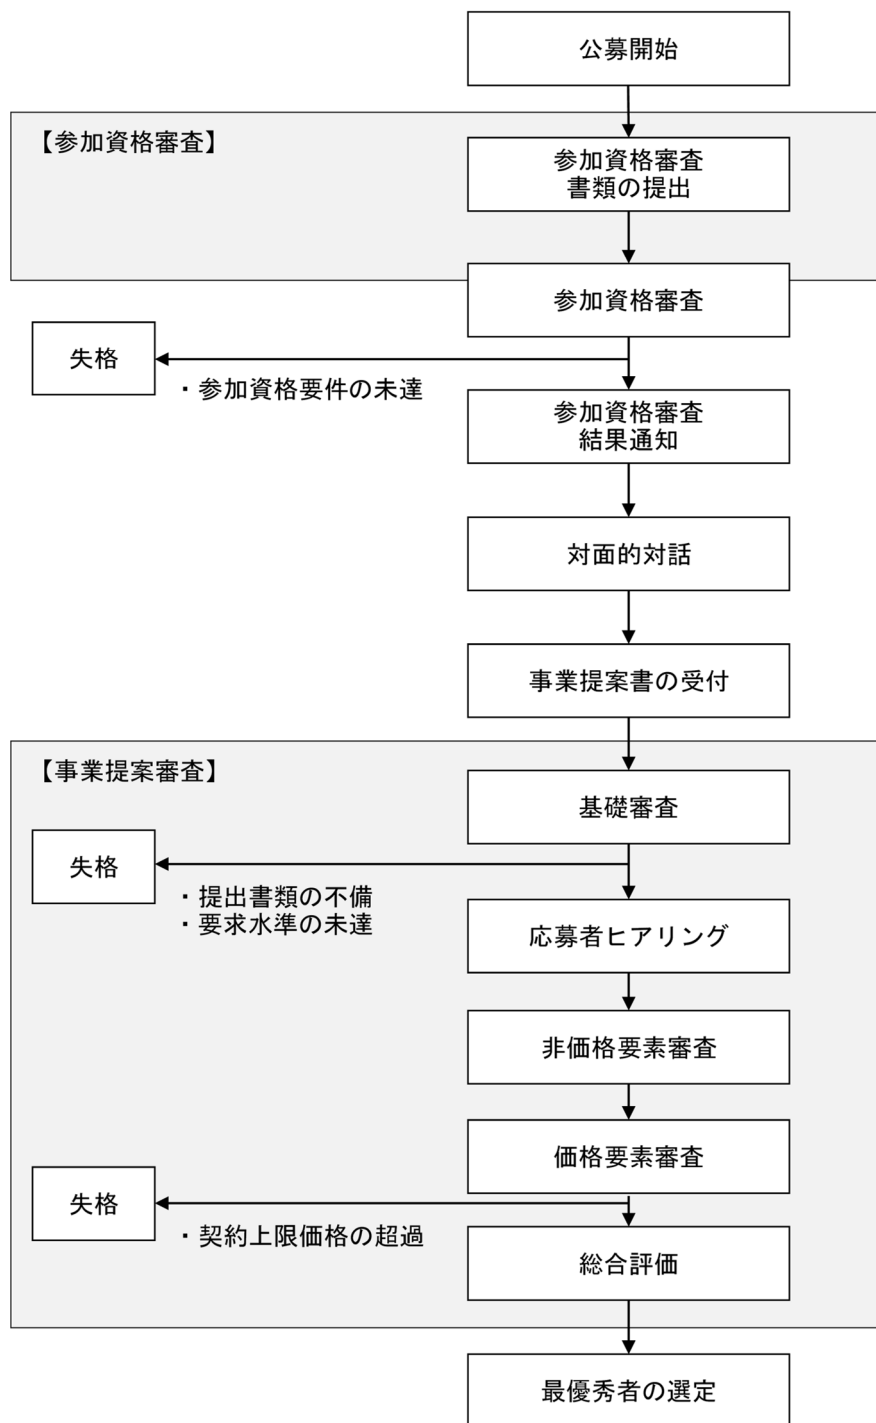 公募開始
【参加資格審査】
参加資格審査
書類の提出
参加資格審査
失格
・参加資格要件の未達
参加資格審査
結果通知
対面的対話
事業提案書の受付
【事業提案審査】
基礎審査
失格
・提出書類の不備
・要求水準の未達
応募者ヒアリング
非価格要素審査
価格要素審査
失格
・契約上限価格の超過
総合評価
最優秀者の選定